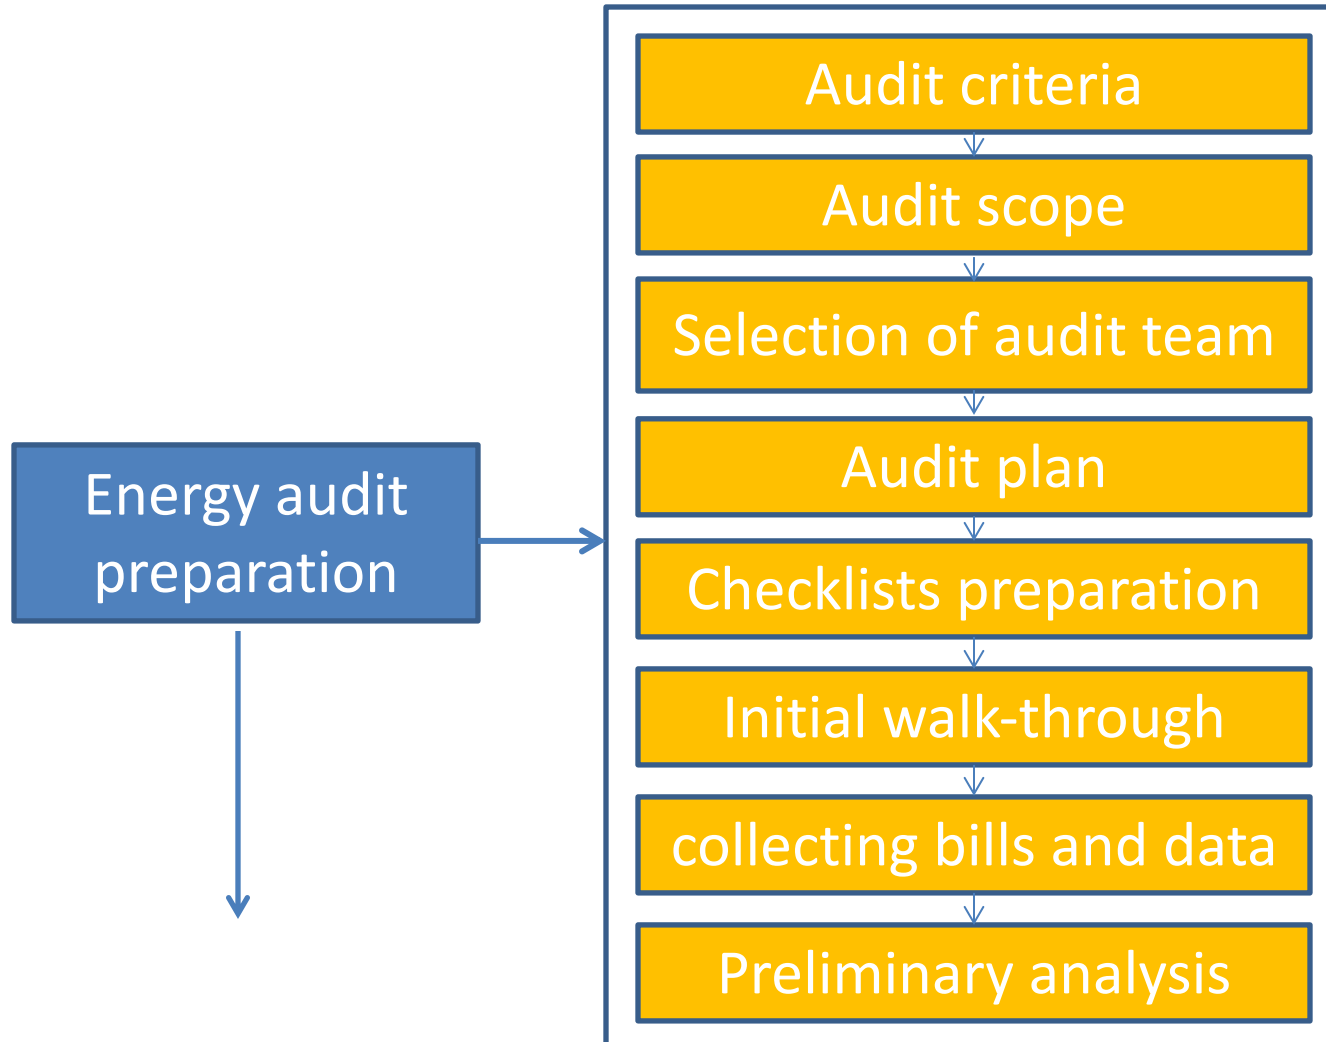 Energy audit
preparation
Audit criteria
Audit scope
Selection of audit team
Audit plan
Checklists preparation
Initial walk-through
collecting bills and data
Preliminary analysis